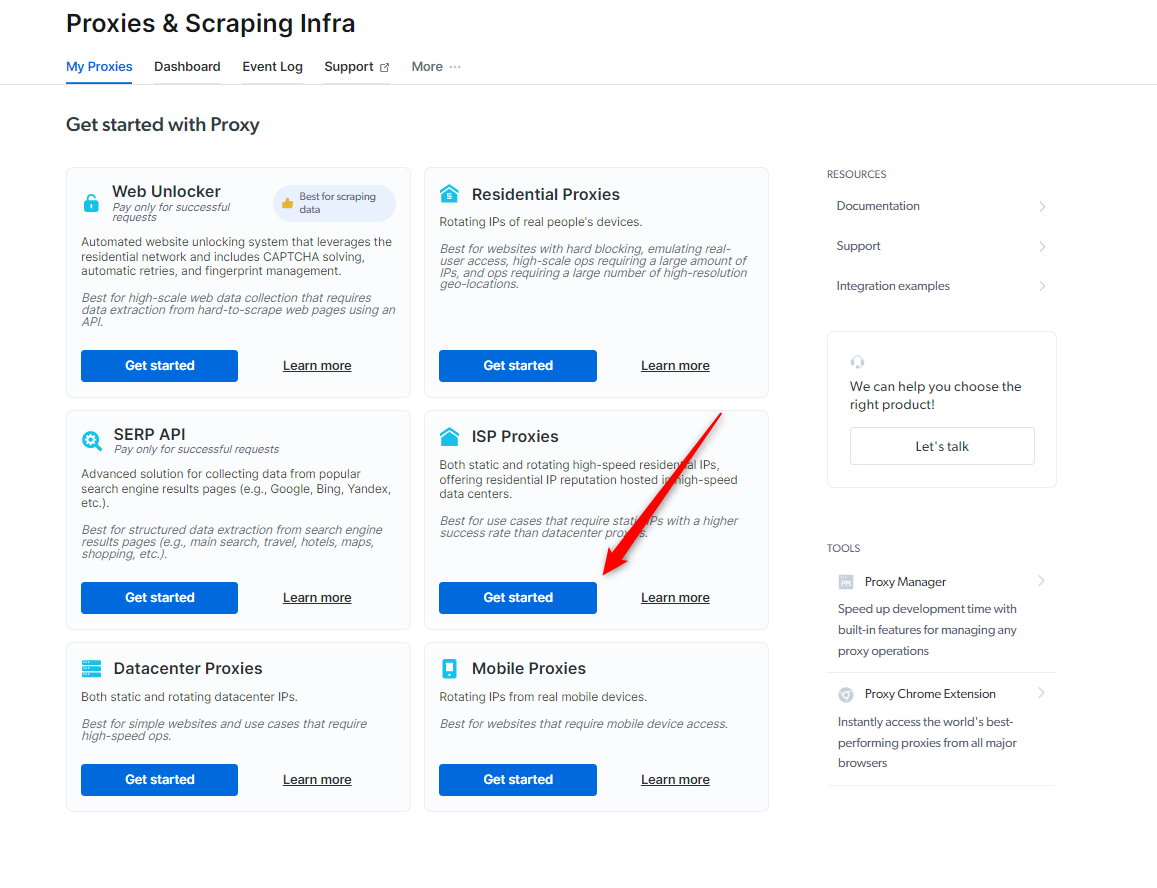 Proxies & Scraping Infra
My Proxies
Dashboard
Event Log
Support
More
Get started with Proxy
Web Unlocker
Pay only for successful
requests
Best for scraping
data
Automated website unlocking system that leverages the
residential network and includes CAPTCHA solving,
automatic retries, and fingerprint management.
Best for high-scale web data collection that requires
data extraction from hard-to-scrape web pages using an
API.
Get started
Learn more
Residential Proxies
Rotating IPs of real people's devices.
Best for websites with hard blocking, emulating real-
user access, high-scale ops requiring a large amount of
IPs, and ops requiring a large number of high-resolution
geo-locations.
Get started
Learn more
SERP API
Pay only for successful requests
Advanced solution for collecting data from popular
search engine results pages (e.g., Google, Bing, Yandex,
etc.).
Best for structured data extraction from search engine
results pages (e.g., main search, travel, hotels, maps,
shopping, etc.).
Get started
Learn more
ISP Proxies
Both static and rotating high-speed residential IPs,
offering residential IP reputation hosted in high-speed
data centers.
Best for use cases that require static IPs with a higher
success rate than datacenter proxies.
Get started
Learn more
Datacenter Proxies
Both static and rotating datacenter IPs.
Best for simple websites and use cases that require
high-speed ops.
Get started
Learn more
Mobile Proxies
Rotating IPs from real mobile devices.
Best for websites that require mobile device access.
Get started
Learn more
RESOURCES
Documentation
Support
Integration examples
We can help you choose the
right product!
Let's talk
TOOLS
PM
Proxy Manager
Speed up development time with
built-in features for managing any
proxy operations
Proxy Chrome Extension
Instantly access the world's best-
performing proxies from all major
browsers